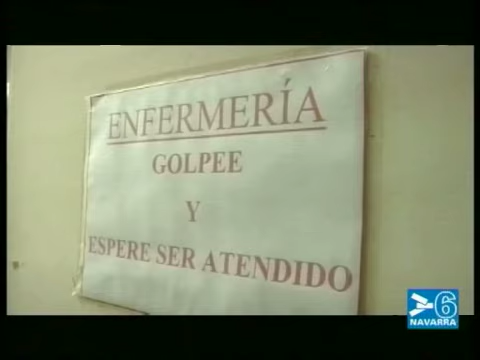 ENFERMERÍA
GOLPEE
Y
ESPERE SER ATENDIDO
6
NAVARRA